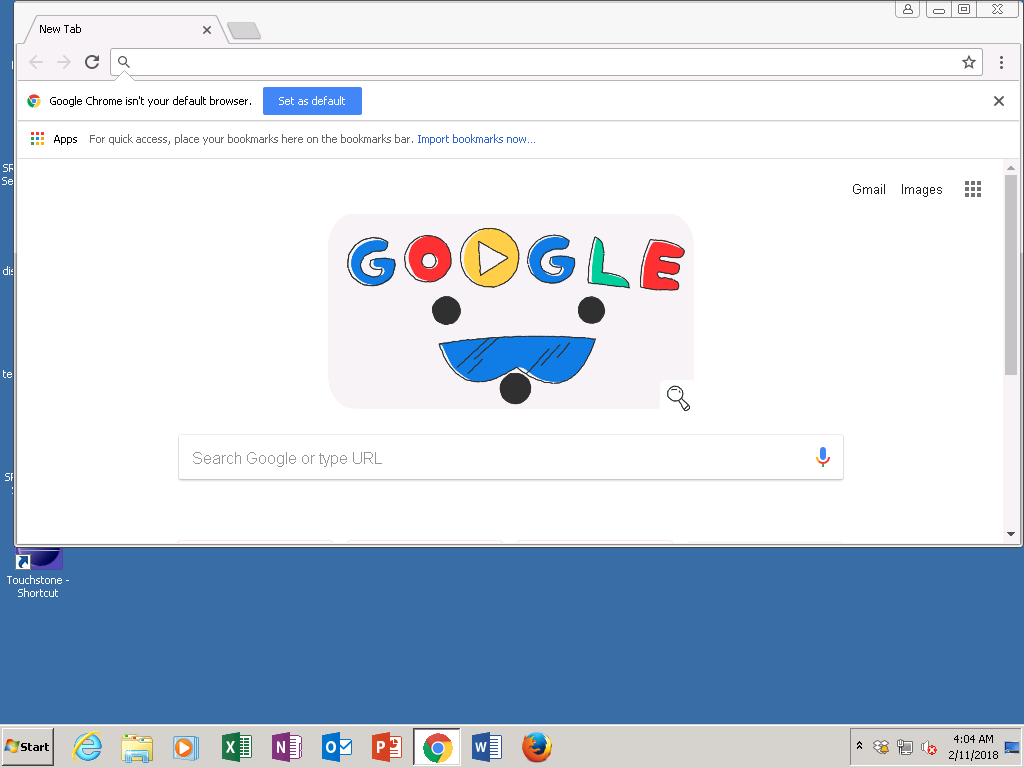 New Tab
Google Chrome isn't your default browser.
Set as default
Apps
For quick access, place your bookmarks here on the bookmarks bar. Import bookmarks now...
Gmail
Images
GOOGLE
Search Google or type URL
SR
Se
dis
te
SF
Touchstone -
Shortcut
Start
4:04 AM
2/11/2018